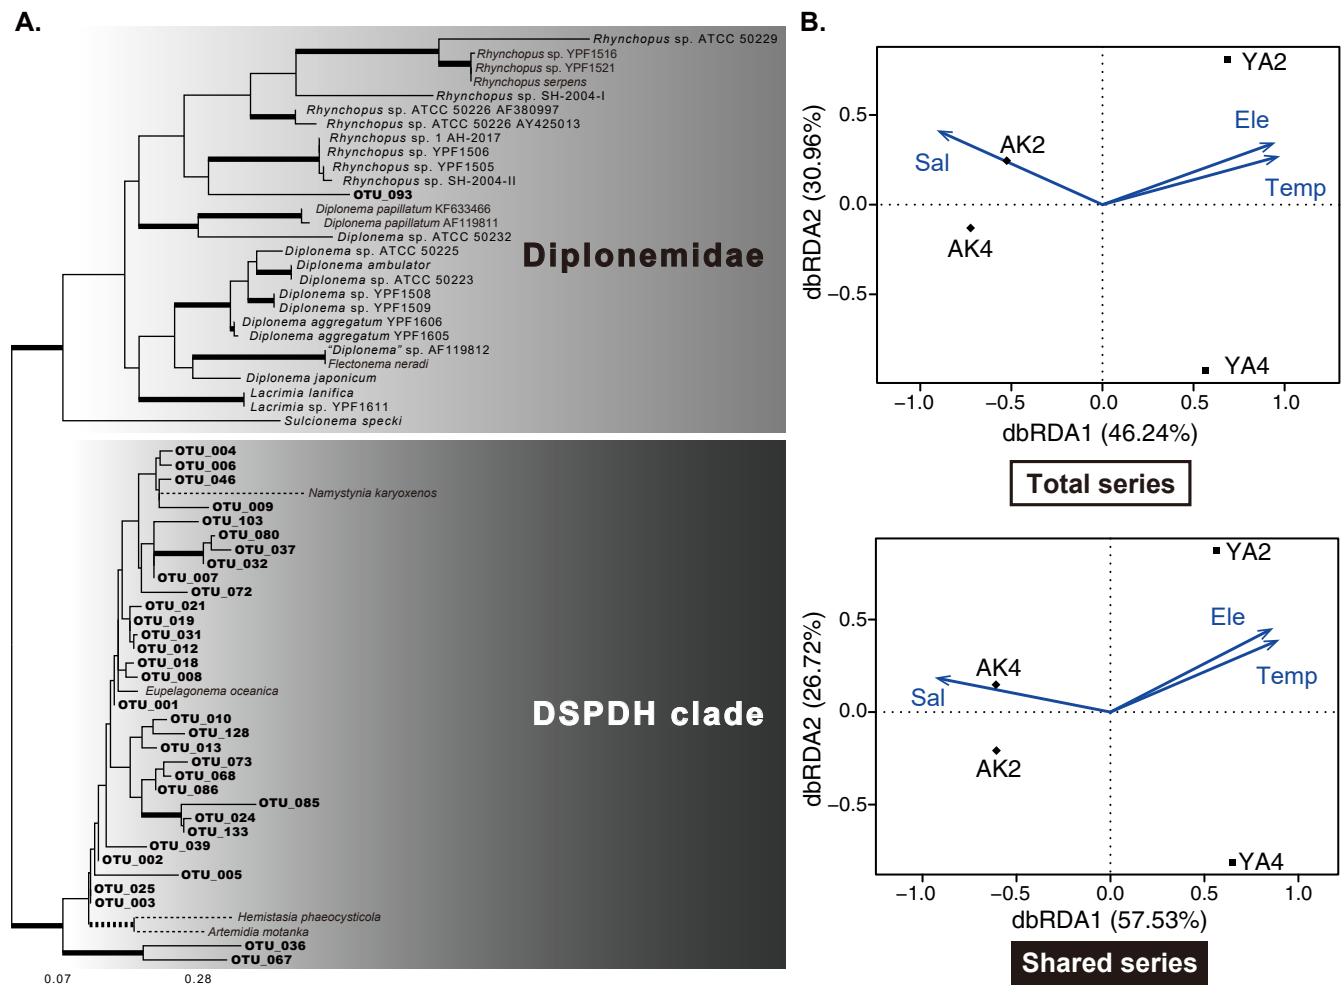 A.
Rhynchopus sp. ATCC 50229
Rhynchopus sp. YPF1516
Rhynchopus sp. YPF1521
Rhynchopus serpens
Rhynchopus sp. SH-2004-I
Rhynchopus sp. ATCC 50226 AF380997
Rhynchopus sp. ATCC 50226 AY425013
Rhynchopus sp. 1 AH-2017
Rhynchopus sp. YPF1506
Rhynchopus sp. YPF1505
Rhynchopus sp. SH-2004-II
OTU_093
Diplonema papillatum KF633466
Diplonema papillatum AF119811
Diplonema sp. ATCC 50232
Diplonema sp. ATCC 50225
Diplonema ambulator
Diplonema sp. ATCC 50223
Diplonema sp. YPF1508
Diplonema sp. YPF1509
Diplonema aggregatum YPF1606
Diplonema aggregatum YPF1605
"Diplonema" sp. AF119812
Flectonema neradi
Diplonema japonicum
Lacrimia lanifica
Lacrimia sp. YPF1611
Sulcionema specki
Diplonemidae
OTU_004
OTU_006
OTU_046
Namystynia karyoxenos
OTU_009
OTU_103
OTU_080
OTU_037
OTU_032
OTU_007
OTU_072
OTU_021
OTU_019
OTU_031
OTU_012
OTU_018
OTU_008
Eupelagonema oceanica
OTU_001
OTU_010
OTU_128
OTU_013
OTU_073
OTU_068
OTU_086
OTU_085
OTU_024
OTU_133
OTU_039
OTU_002
OTU_005
OTU_025
OTU_003
Hemistasia phaeocysticola
Artemidia motanka
OTU_036
OTU_067
DSPDH clade
0.07 0.28
B.
YA2
Ele
Temp
Sal
AK2
AK4
YA4
0.5
0.0
−0.5
dbRDA2 (30.96%)
−1.0 −0.5 0.0 0.5 1.0
dbRDA1 (46.24%)
Total series
YA2
Ele
Temp
Sal
AK4
AK2
YA4
0.5
0.0
−0.5
dbRDA2 (26.72%)
−1.0 −0.5 0.0 0.5 1.0
dbRDA1 (57.53%)
Shared series